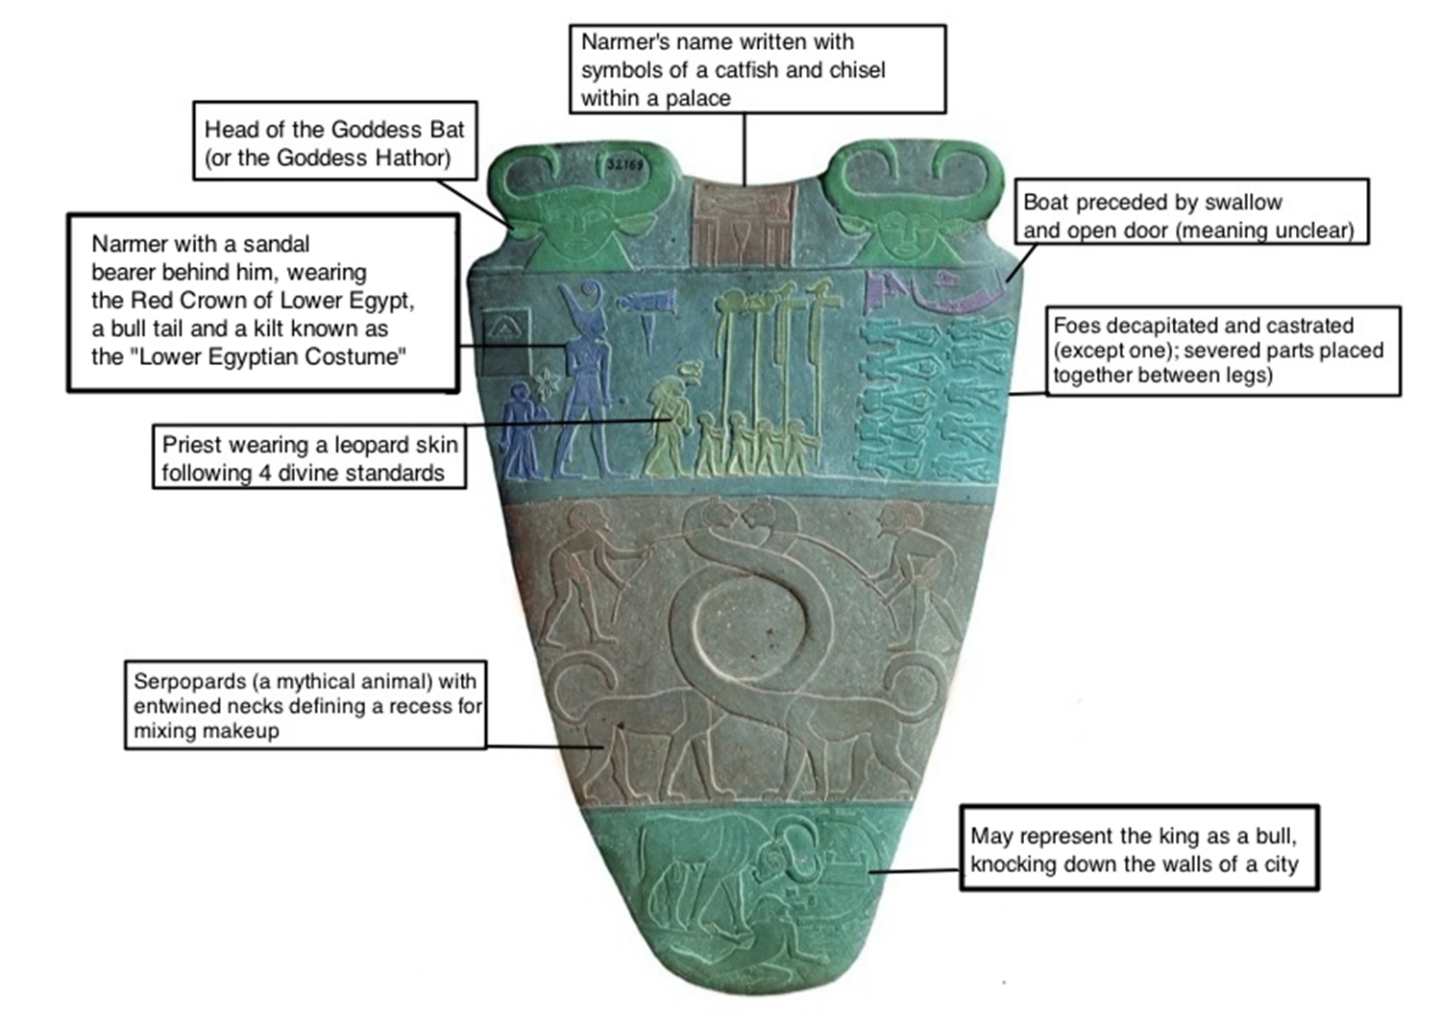 Narmer's name written with
symbols of a catfish and chisel
within a palace
Head of the Goddess Bat
(or the Goddess Hathor)
32169
Boat preceded by swallow
and open door (meaning unclear)
Narmer with a sandal
bearer behind him, wearing
the Red Crown of Lower Egypt,
a bull tail and a kilt known as
the "Lower Egyptian Costume"
Foes decapitated and castrated
(except one); severed parts placed
together between legs)
Priest wearing a leopard skin
following 4 divine standards
Serpopards (a mythical animal) with
entwined necks defining a recess for
mixing makeup
May represent the king as a bull,
knocking down the walls of a city